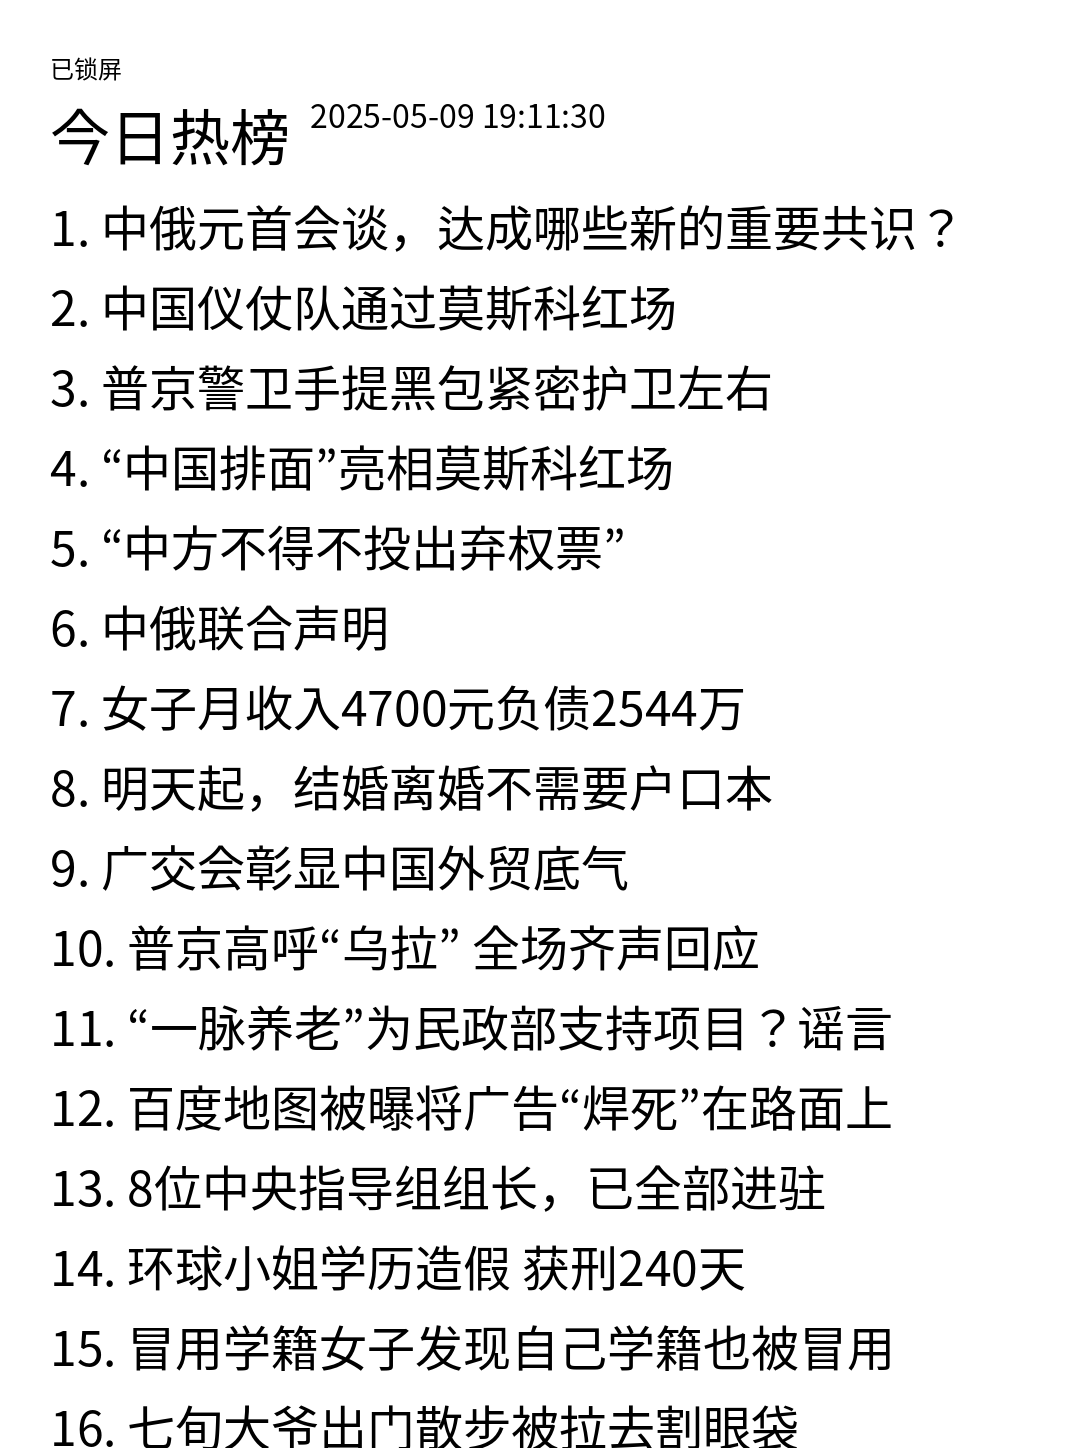 已锁屏
今日热榜 2025-05-09 19:11:30
1. 中俄元首会谈，达成哪些新的重要共识？
2. 中国仪仗队通过莫斯科红场
3. 普京警卫手提黑包紧密护卫左右
4. “中国排面”亮相莫斯科红场
5. “中方不得不投出弃权票”
6. 中俄联合声明
7. 女子月收入4700元负债2544万
8. 明天起，结婚离婚不需要户口本
9. 广交会彰显中国外贸底气
10. 普京高呼“乌拉” 全场齐声回应
11. “一脉养老”为民政部支持项目？谣言
12. 百度地图被曝将广告“焊死”在路面上
13. 8位中央指导组组长，已全部进驻
14. 环球小姐学历造假 获刑240天
15. 冒用学籍女子发现自己学籍也被冒用
16. 七旬大爷出门散步被拉去割眼袋